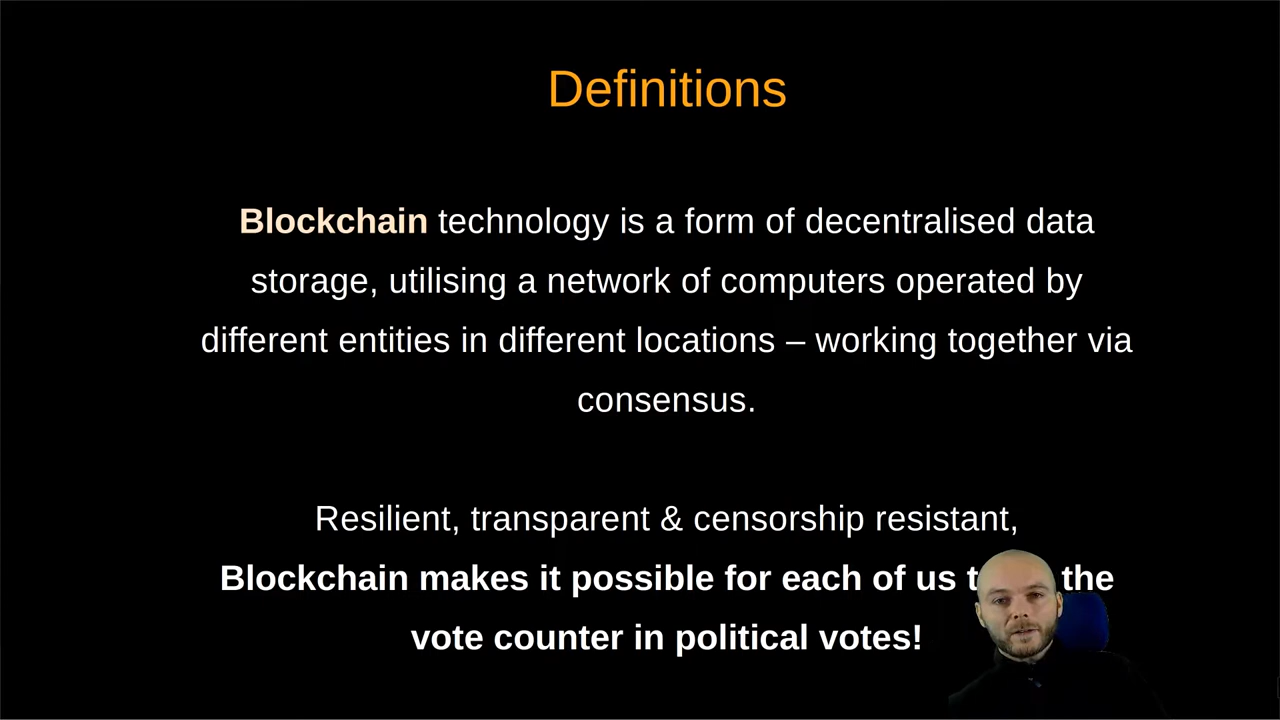 Definitions
Blockchain technology is a form of decentralised data
storage, utilising a network of computers operated by
different entities in different locations – working together via
consensus.
Resilient, transparent & censorship resistant,
Blockchain makes it possible for each of us the
vote counter in political votes!